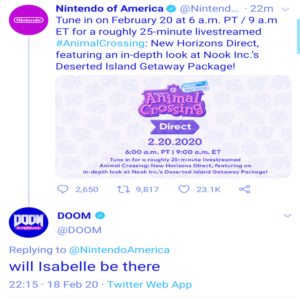 Nintendo of America @Nintend... · 22m
Nintendo
Tune in on February 20 at 6 a.m. PT / 9 a.m
ET for a roughly 25-minute livestreamed
#AnimalCrossing: New Horizons Direct,
featuring an in-depth look at Nook Inc.'s
Deserted Island Getaway Package!
Animal
Crossing
Direct
2.20.2020
6:00 a.m. PT | 9:00 a.m. ET
Tune in for a roughly 25-minute livestreamed
Animal Crossing: New Horizons Direct, featuring an
in-depth look at Nook Inc.'s Deserted Island Getaway Package!
2,650 9,817 23.1K
DOOM
DOOM
@DOOM
Replying to @NintendoAmerica
will Isabelle be there
22:15 · 18 Feb 20 · Twitter Web App